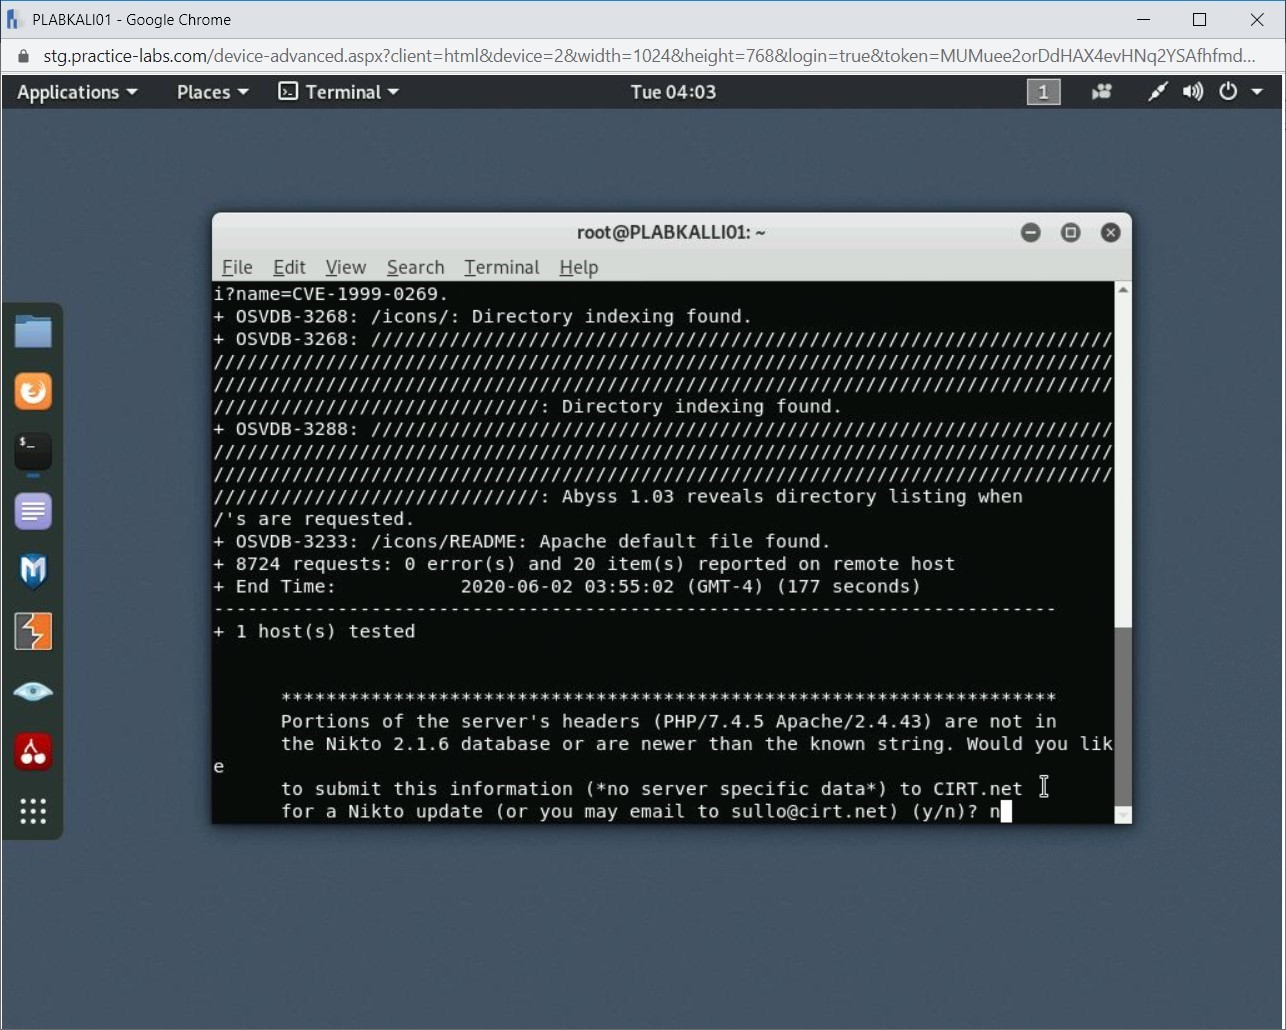 PLABKALI01 - Google Chrome
stg.practice-labs.com/device-advanced.aspx?client=html&device=2&width=1024&height=768&login=true&token=MUMuee2orDdHAX4evHNq2YSAfhfmd...
Applications Places Terminal Tue 04:03 1
root@PLABKALLI01: ~
File Edit View Search Terminal Help
i?name=CVE-1999-0269.
+ OSVDB-3268: /icons/: Directory indexing found.
+ OSVDB-3268: //////////////////////////////////////////////////////////////////
////////////////////////////////////////////////////////////////////////////////
////////////////////////////////////////////////////////////////////////////////
/////////////////////////////: Directory indexing found.
+ OSVDB-3288: //////////////////////////////////////////////////////////////////
////////////////////////////////////////////////////////////////////////////////
////////////////////////////////////////////////////////////////////////////////
/////////////////////////////: Abyss 1.03 reveals directory listing when
/'s are requested.
+ OSVDB-3233: /icons/README: Apache default file found.
+ 8724 requests: 0 error(s) and 20 item(s) reported on remote host
+ End Time: 2020-06-02 03:55:02 (GMT-4) (177 seconds)
---------------------------------------------------------------------------
+ 1 host(s) tested
*********************************************************************
Portions of the server's headers (PHP/7.4.5 Apache/2.4.43) are not in
the Nikto 2.1.6 database or are newer than the known string. Would you lik
e
to submit this information (*no server specific data*) to CIRT.net
for a Nikto update (or you may email to sullo@cirt.net) (y/n)? n
$_